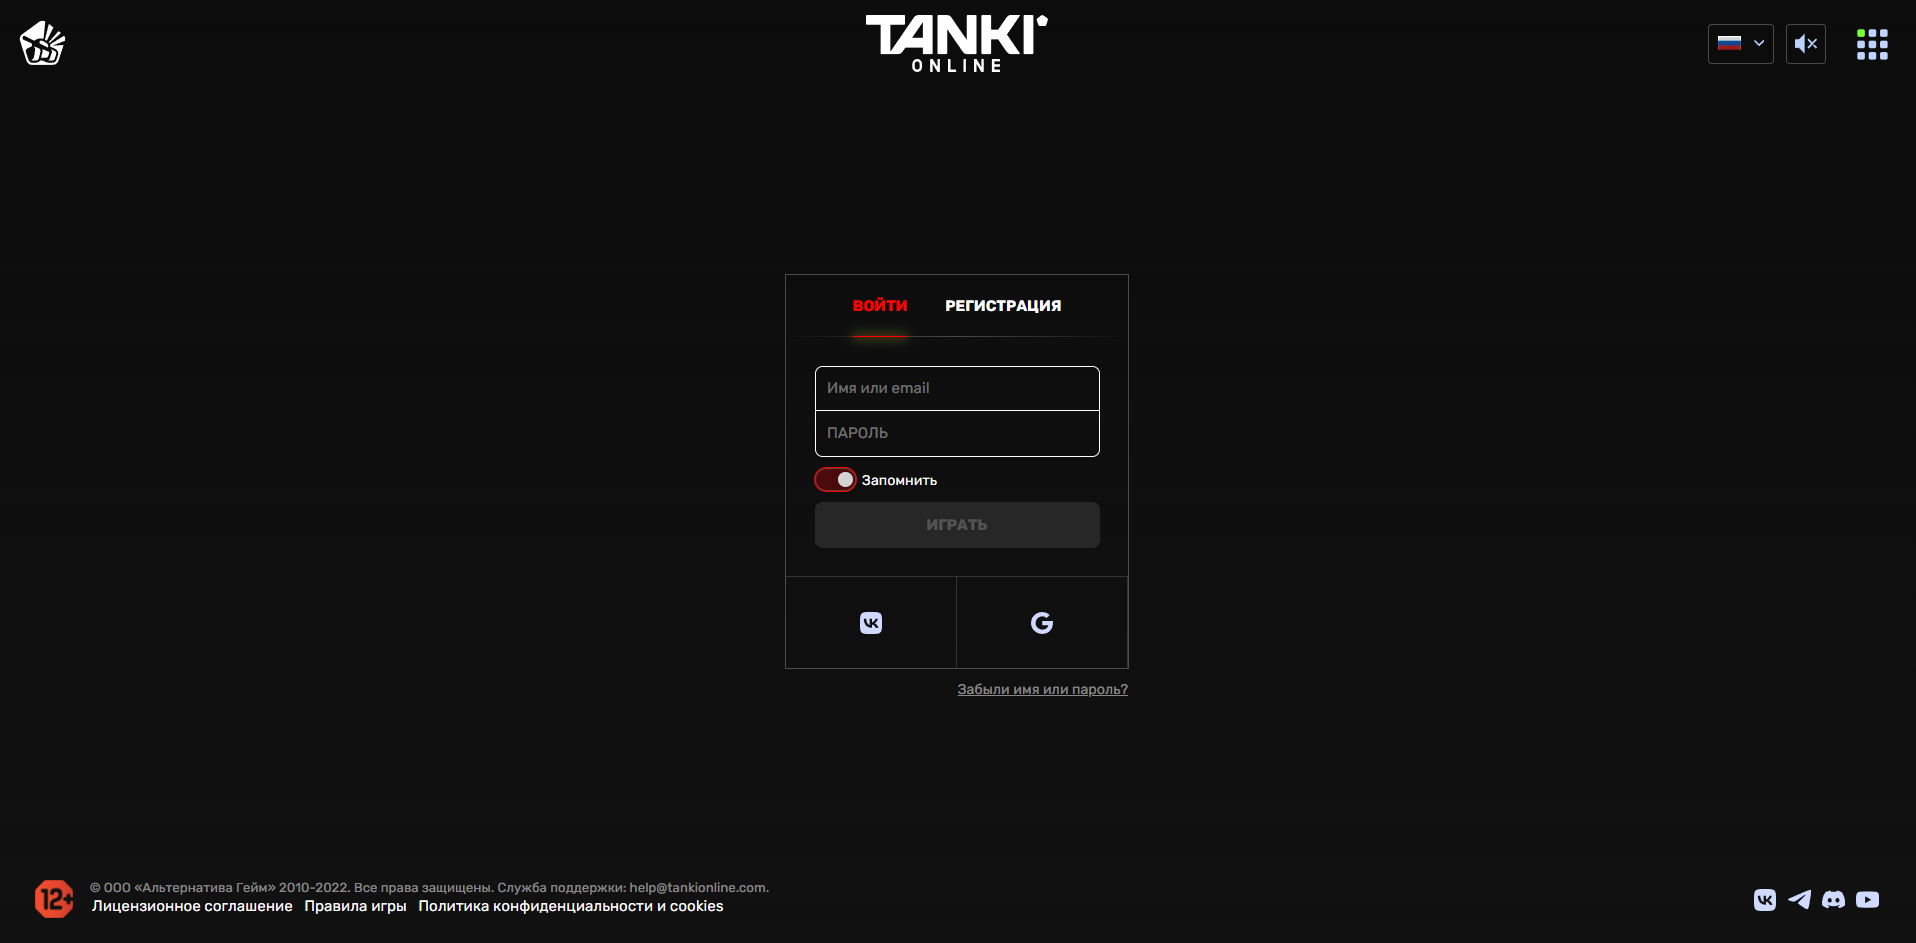 TANKI
ONLINE
ВОЙТИ РЕГИСТРАЦИЯ
Имя или email
ПАРОЛЬ
Запомнить
ИГРАТЬ
Забыли имя или пароль?
12+
© ООО «Альтернатива Гейм» 2010-2022. Все права защищены. Служба поддержки: help@tankionline.com.
Лицензионное соглашение Правила игры Политика конфиденциальности и cookies